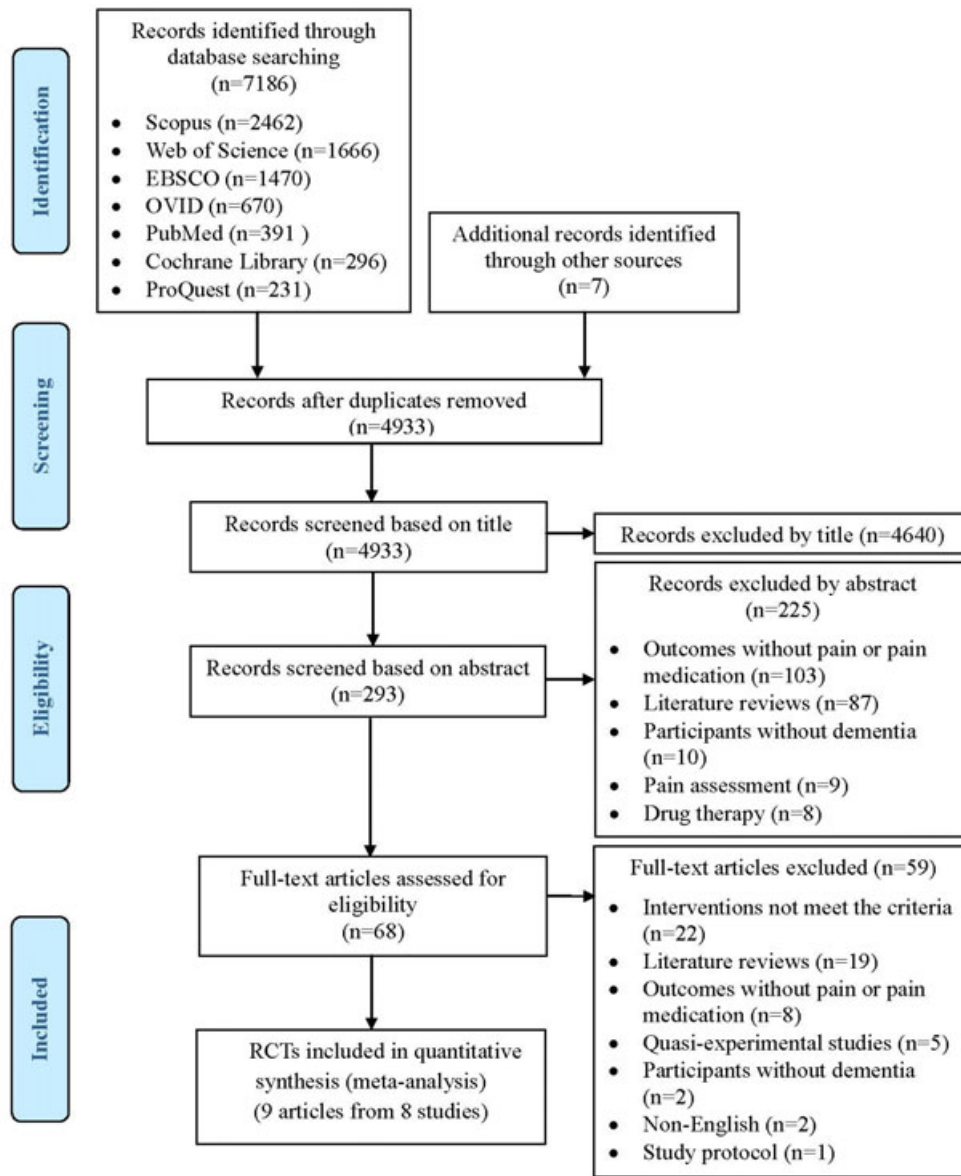 Identification
Records identified through
database searching
(n=7186)
• Scopus (n=2462)
• Web of Science (n=1666)
• EBSCO (n=1470)
• OVID (n=670)
• PubMed (n=391 )
• Cochrane Library (n=296)
• ProQuest (n=231)
Additional records identified
through other sources
(n=7)
Screening
Records after duplicates removed
(n=4933)
Records screened based on title
(n=4933)
Records excluded by title (n=4640)
Eligibility
Records screened based on abstract
(n=293)
Records excluded by abstract
(n=225)
• Outcomes without pain or pain
medication (n=103)
• Literature reviews (n=87)
• Participants without dementia
(n=10)
• Pain assessment (n=9)
• Drug therapy (n=8)
Full-text articles assessed for
eligibility
(n=68)
Full-text articles excluded (n=59)
• Interventions not meet the criteria
(n=22)
• Literature reviews (n=19)
• Outcomes without pain or pain
medication (n=8)
• Quasi-experimental studies (n=5)
• Participants without dementia
(n=2)
• Non-English (n=2)
• Study protocol (n=1)
Included
RCTs included in quantitative
synthesis (meta-analysis)
(9 articles from 8 studies)